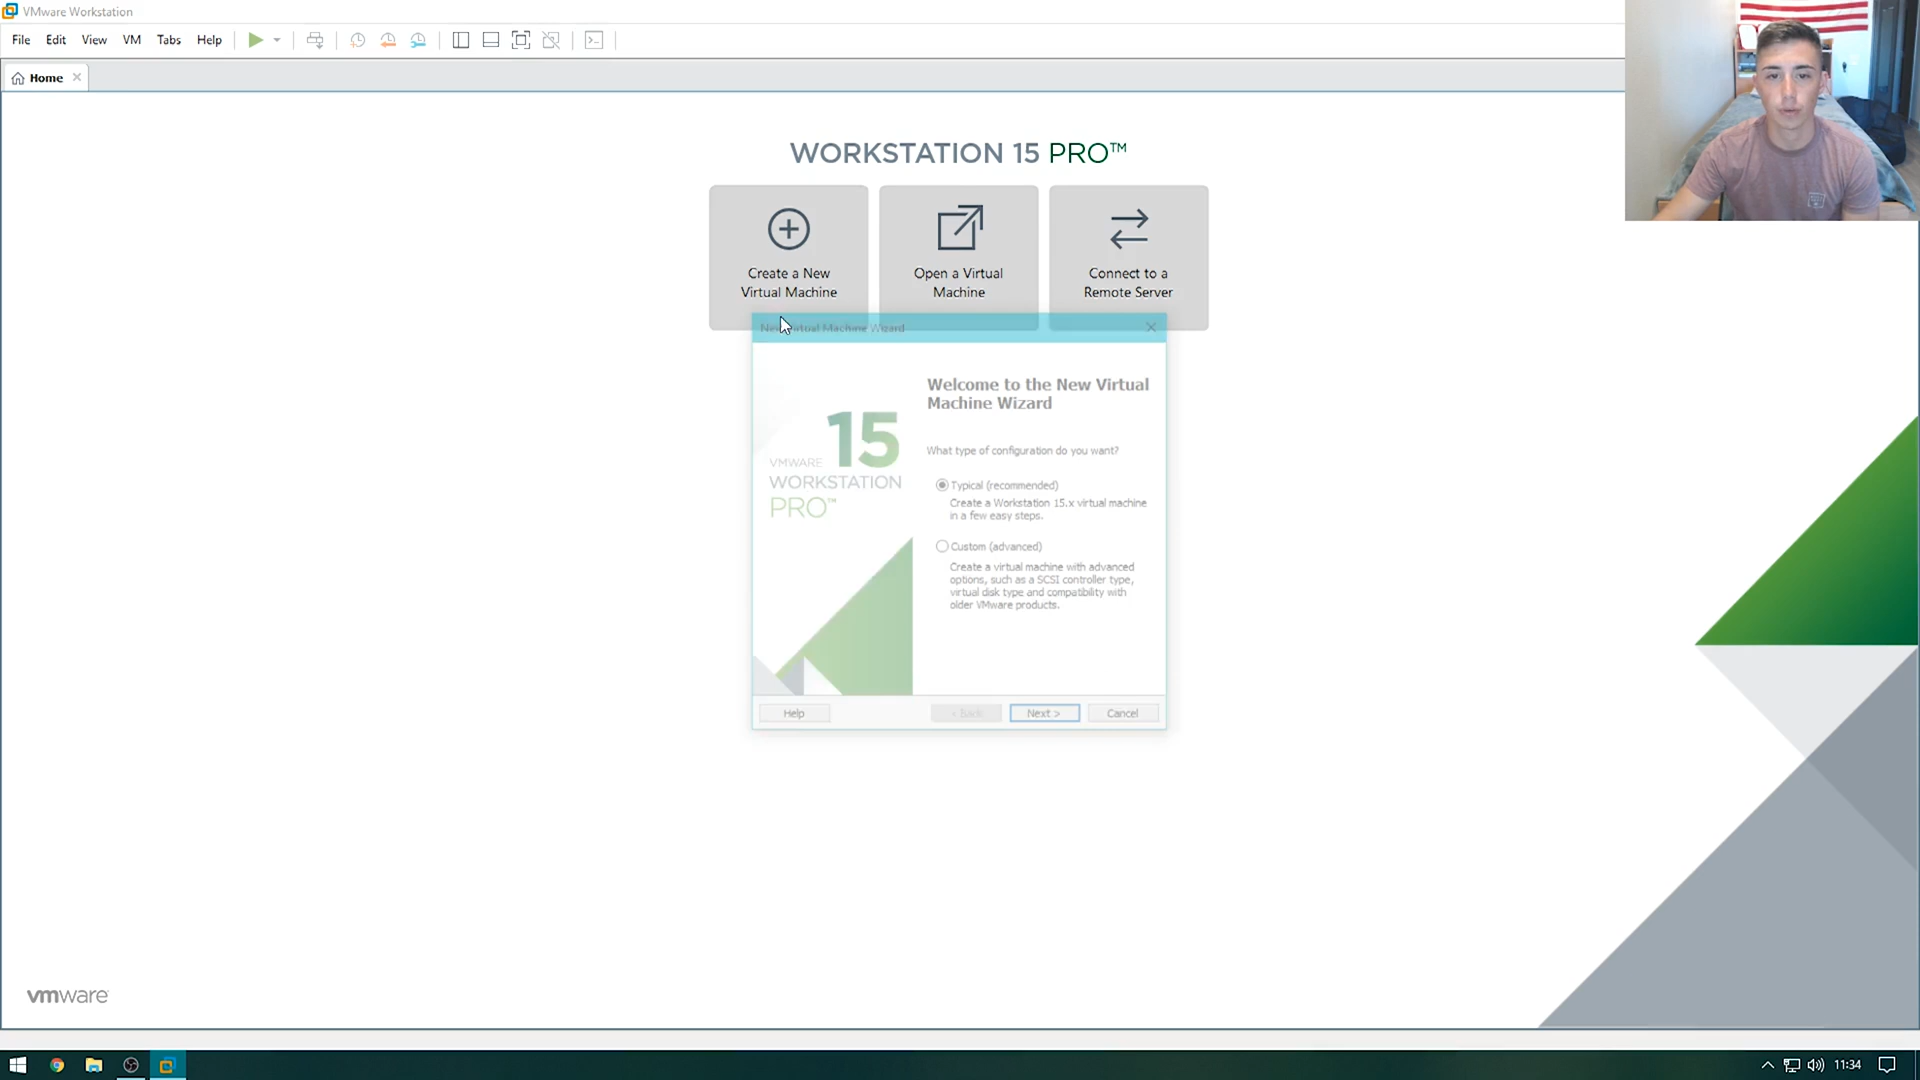 VMware Workstation
File Edit View VM Tabs Help
Home
WORKSTATION 15 PRO™
Create a New
Virtual Machine
Open a Virtual
Machine
Connect to a
Remote Server
New Virtual Machine Wizard
Welcome to the New Virtual
Machine Wizard
15
VMWARE
WORKSTATION
PRO™
What type of configuration do you want?
Typical (recommended)
Create a Workstation 15.x virtual machine
in a few easy steps.
Custom (advanced)
Create a virtual machine with advanced
options, such as a SCSI controller type,
virtual disk type and compatibility with
older VMware products.
Help < Back Next > Cancel
vmware
11:34